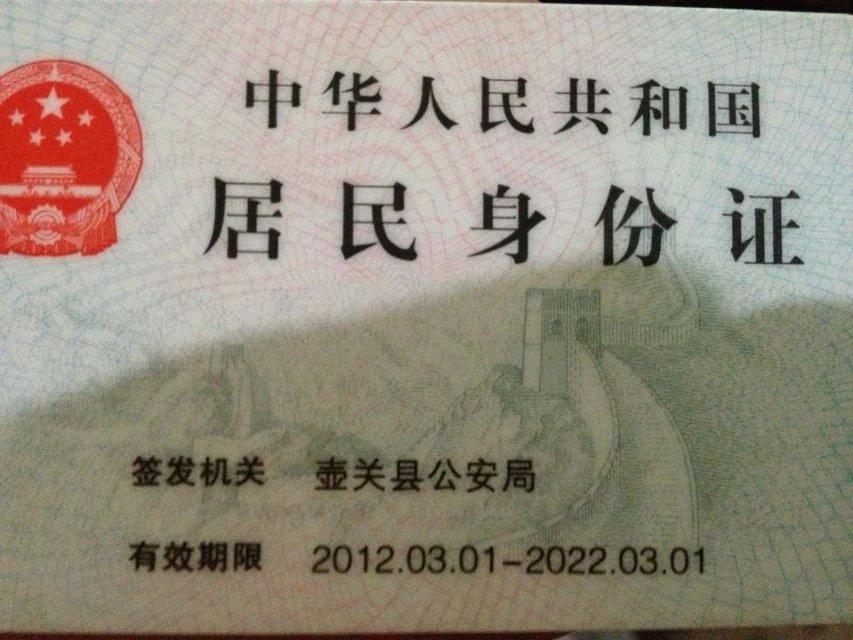 中华人民共和国
居民身份证
签发机关 壶关县公安局
有效期限 2012.03.01-2022.03.01